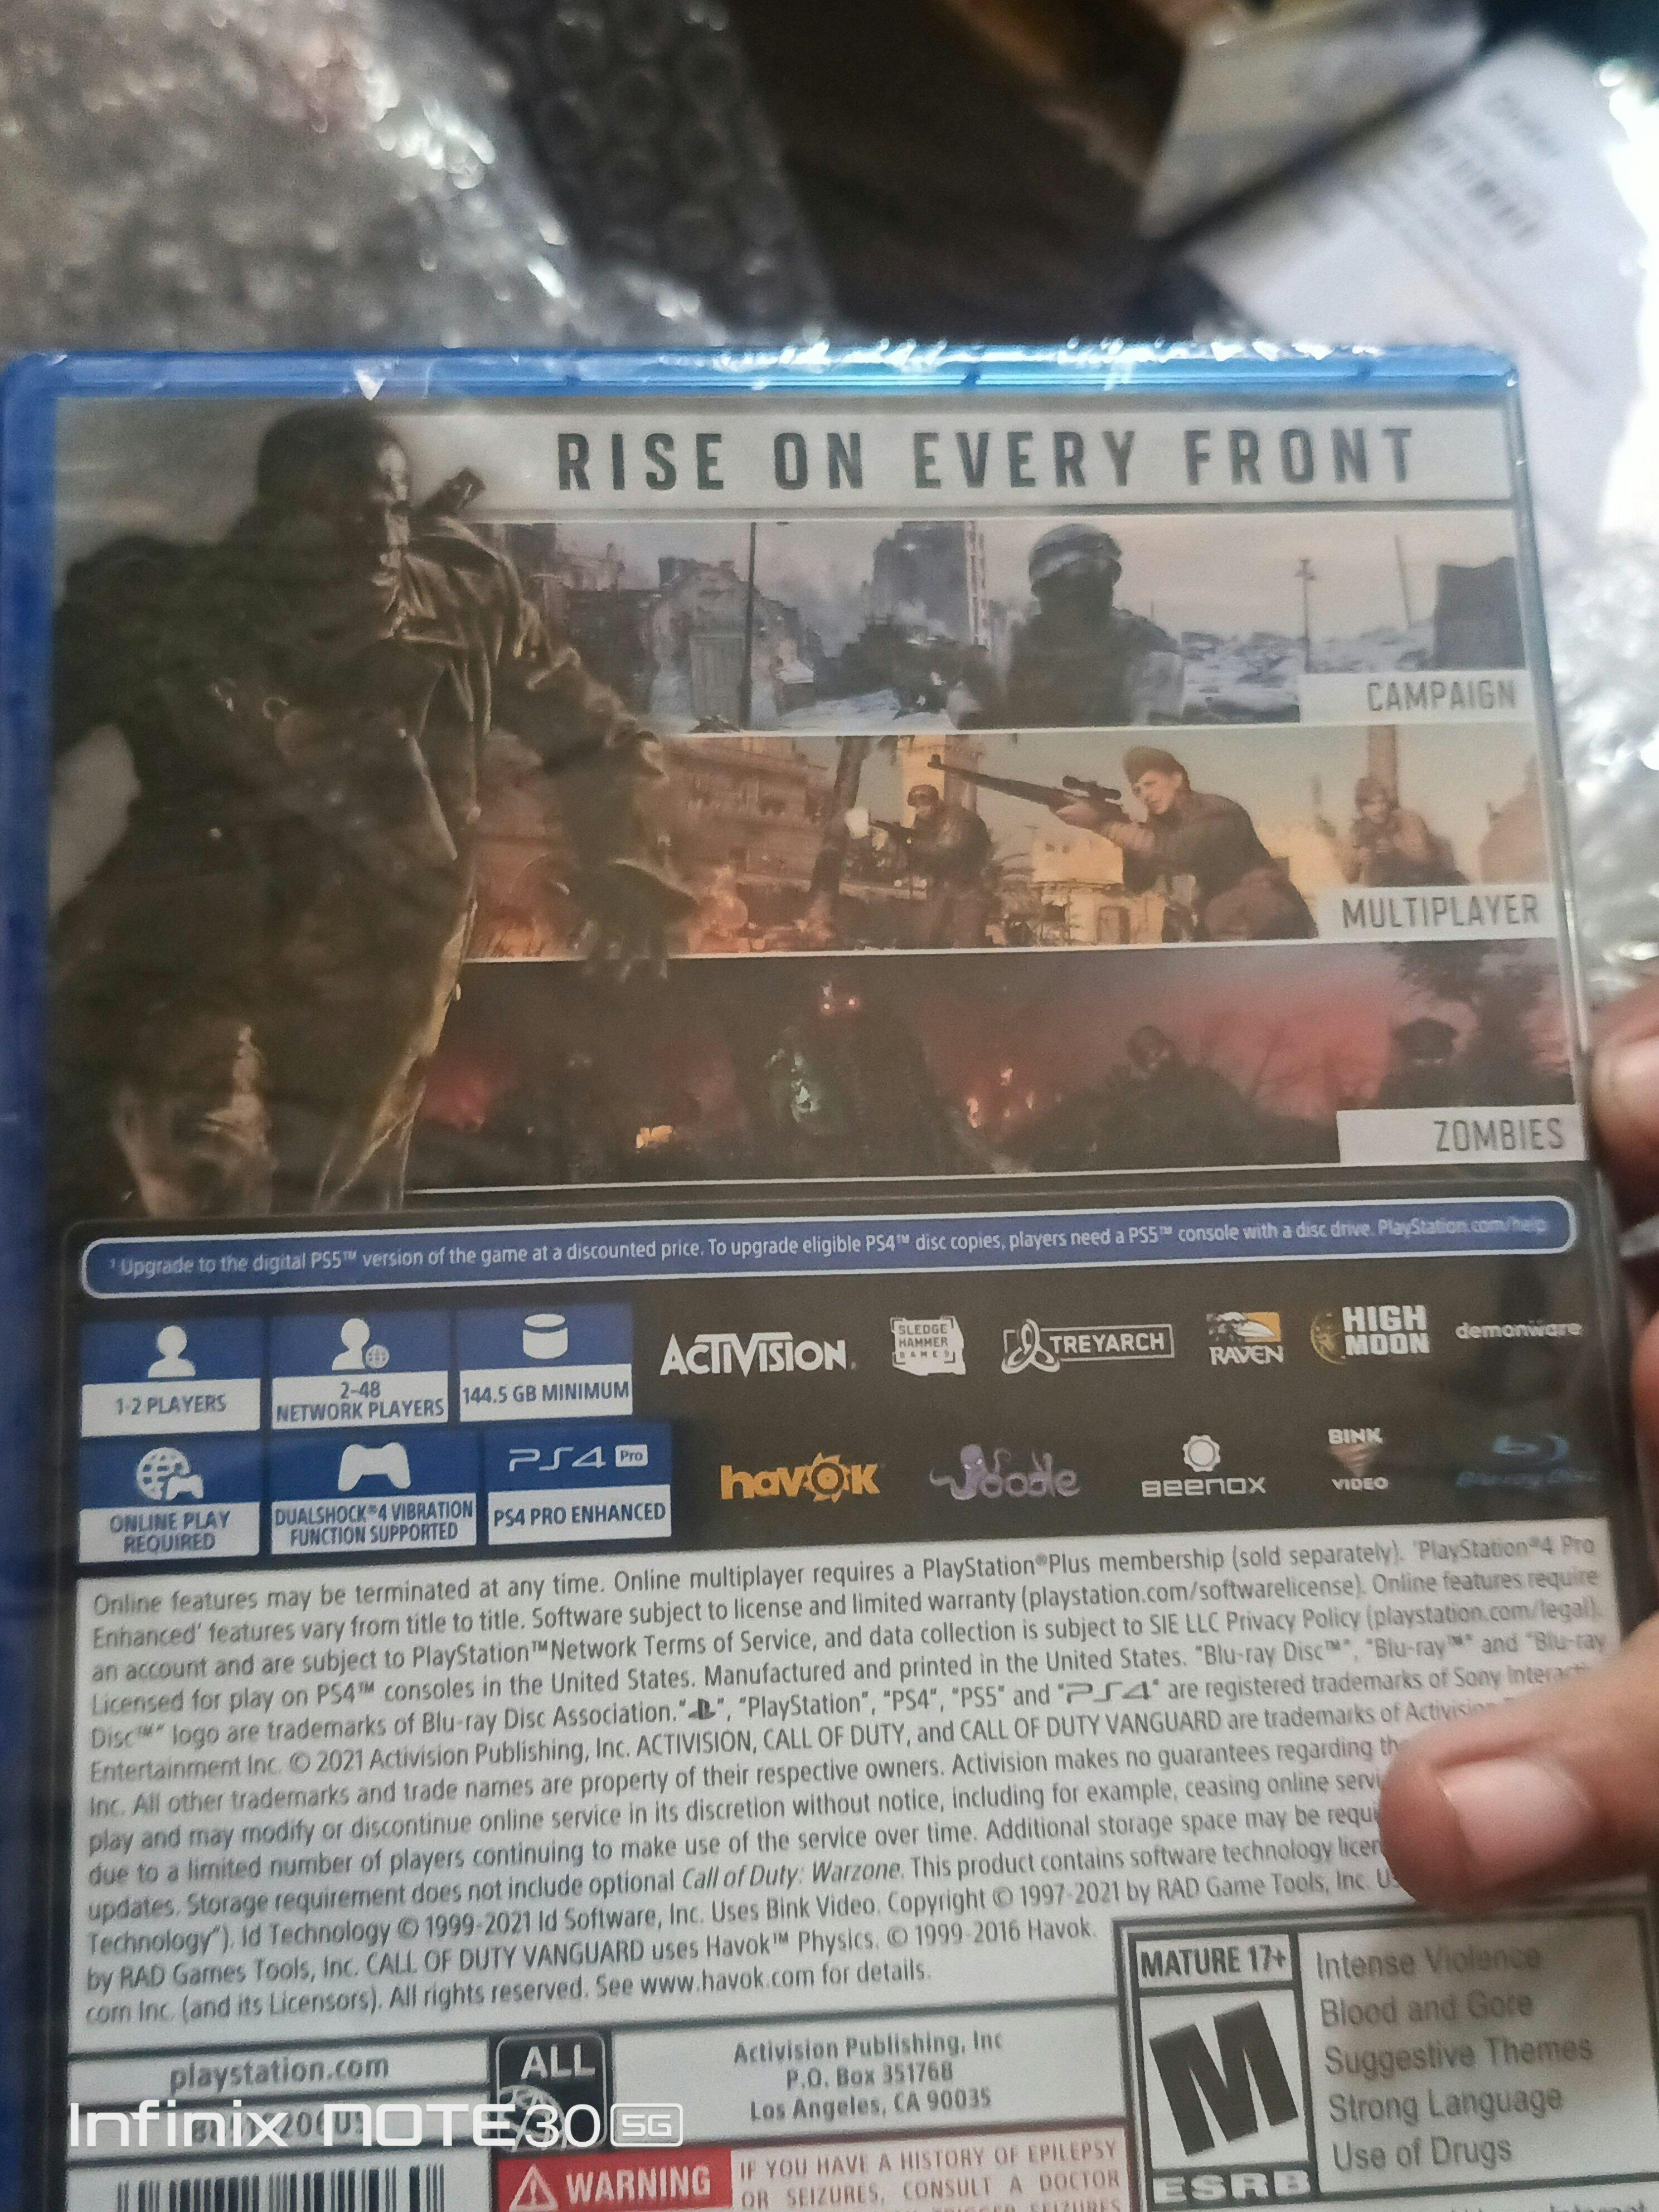 RISE ON EVERY FRONT
CAMPAIGN
MULTIPLAYER
ZOMBIES
¹ Upgrade to the digital PS5™ version of the game at a discounted price. To upgrade eligible PS4™ disc copies, players need a PS5™ console with a disc drive. PlayStation.com/help
1-2 PLAYERS
2-48
NETWORK PLAYERS
144.5 GB MINIMUM
ACTIVISION
SLEDGE
HAMMER
GAMES
TREYARCH
RAVEN
HIGH
MOON
demonware
ONLINE PLAY
REQUIRED
DUALSHOCK®4 VIBRATION
FUNCTION SUPPORTED
PS4 Pro
PS4 PRO ENHANCED
havok
oodle
Beenox
BINK
VIDEO
Blu-ray Disc
Online features may be terminated at any time. Online multiplayer requires a PlayStation®Plus membership (sold separately). 'PlayStation®4 Pro
Enhanced' features vary from title to title. Software subject to license and limited warranty (playstation.com/softwarelicense). Online features require
an account and are subject to PlayStation™Network Terms of Service, and data collection is subject to SIE LLC Privacy Policy (playstation.com/legal).
Licensed for play on PS4™ consoles in the United States. Manufactured and printed in the United States. "Blu-ray Disc™", "Blu-ray™" and "Blu-ray
Disc™" logo are trademarks of Blu-ray Disc Association. "PS", "PlayStation", "PS4", "PS5" and "PS4" are registered trademarks of Sony Interactive
Entertainment Inc. © 2021 Activision Publishing, Inc. ACTIVISION, CALL OF DUTY, and CALL OF DUTY VANGUARD are trademarks of Activision
Inc. All other trademarks and trade names are property of their respective owners. Activision makes no guarantees regarding the
play and may modify or discontinue online service in its discretion without notice, including for example, ceasing online servi
due to a limited number of players continuing to make use of the service over time. Additional storage space may be requi
updates. Storage requirement does not include optional Call of Duty: Warzone. This product contains software technology licen
Technology"). Id Technology © 1999-2021 Id Software, Inc. Uses Bink Video. Copyright © 1997-2021 by RAD Game Tools, Inc. Us
by RAD Games Tools, Inc. CALL OF DUTY VANGUARD uses Havok™ Physics. © 1999-2016 Havok.
com Inc. (and its Licensors). All rights reserved. See www.havok.com for details.
playstation.com
ALL
Activision Publishing, Inc
P.O. Box 351768
Los Angeles, CA 90035
MATURE 17+
M
ESRB
Intense Violence
Blood and Gore
Suggestive Themes
Strong Language
Use of Drugs
WARNING
IF YOU HAVE A HISTORY OF EPILEPSY
OR SEIZURES, CONSULT A DOCTOR
Infinix NOTE 30 5G